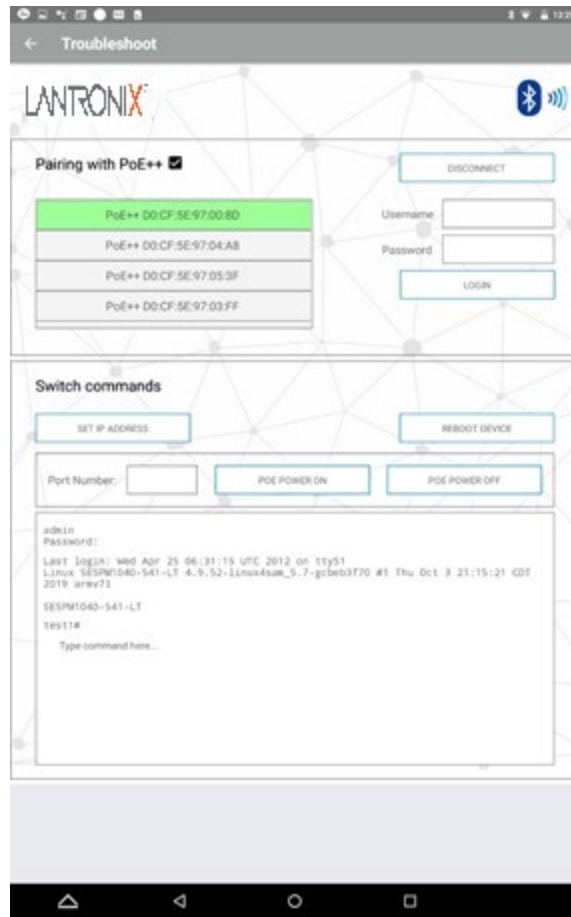 Troubleshoot
LANTRONIX
Pairing with PoE++
DISCONNECT
PoE++ D0:CF:5E:97:00:8D
PoE++ D0:CF:5E:97:04:A8
PoE++ D0:CF:5E:97:05:3F
PoE++ D0:CF:5E:97:03:FF
Username
Password
LOGIN
Switch commands
SET IP ADDRESS
REBOOT DEVICE
Port Number:
POE POWER ON
POE POWER OFF
admin
Password:
Last login: Wed Apr 25 06:31:15 UTC 2012 on ttyS1
Linux SESPM1040-541-LT 4.9.52-linux4sam_5.7-gcbeb3f70 #1 Thu Oct 3 21:15:21 CDT
2019 armv7l
SESPM1040-541-LT
test1#
Type command here...